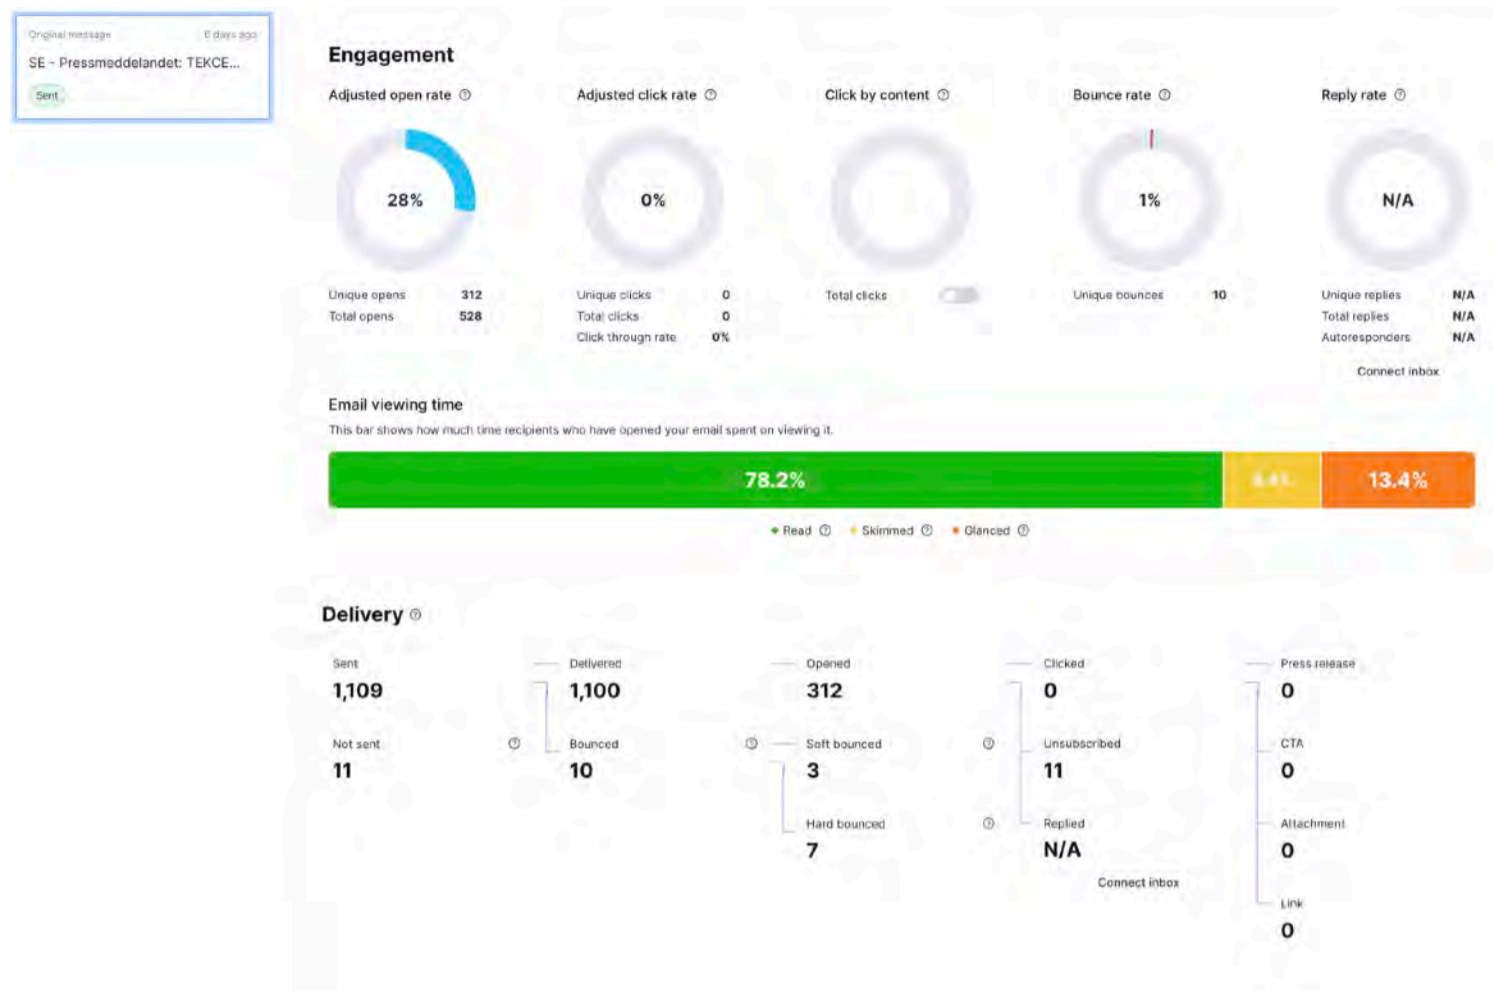 Original message 6 days ago
SE - Pressmeddelandet: TEKCE...
Sent
Engagement
Adjusted open rate
28%
Unique opens 312
Total opens 528
Adjusted click rate
0%
Unique clicks 0
Total clicks 0
Click through rate 0%
Click by content
Total clicks
Bounce rate
1%
Unique bounces 10
Reply rate
N/A
Unique replies N/A
Total replies N/A
Autoresponders N/A
Connect inbox
Email viewing time
This bar shows how much time recipients who have opened your email spent on viewing it.
78.2% 13.4%
Read Skimmed Glanced
Delivery
Sent
1,109
Not sent
11
Delivered
1,100
Bounced
10
Opened
312
Soft bounced
3
Hard bounced
7
Clicked
0
Unsubscribed
11
Replied
N/A
Connect inbox
Press release
0
CTA
0
Attachment
0
Link
0